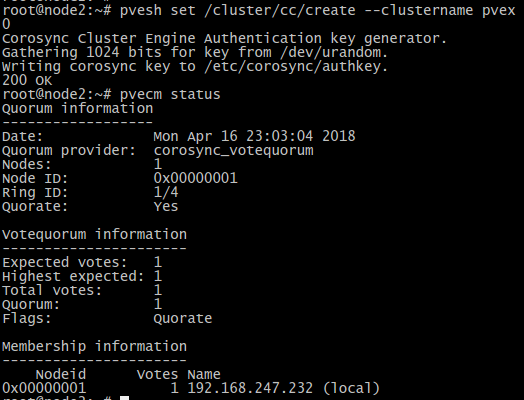 root@node2:~# pvesh set /cluster/cc/create --clustername pvex
0
Corosync Cluster Engine Authentication key generator.
Gathering 1024 bits for key from /dev/urandom.
Writing corosync key to /etc/corosync/authkey.
200 OK
root@node2:~# pvecm status
Quorum information
------------------
Date:             Mon Apr 16 23:03:04 2018
Quorum provider:  corosync_votequorum
Nodes:            1
Node ID:          0x00000001
Ring ID:          1/4
Quorate:          Yes

Votequorum information
----------------------
Expected votes:   1
Highest expected: 1
Total votes:      1
Quorum:           1
Flags:            Quorate

Membership information
----------------------
    Nodeid      Votes Name
0x00000001          1 192.168.247.232 (local)
root@node2:~#